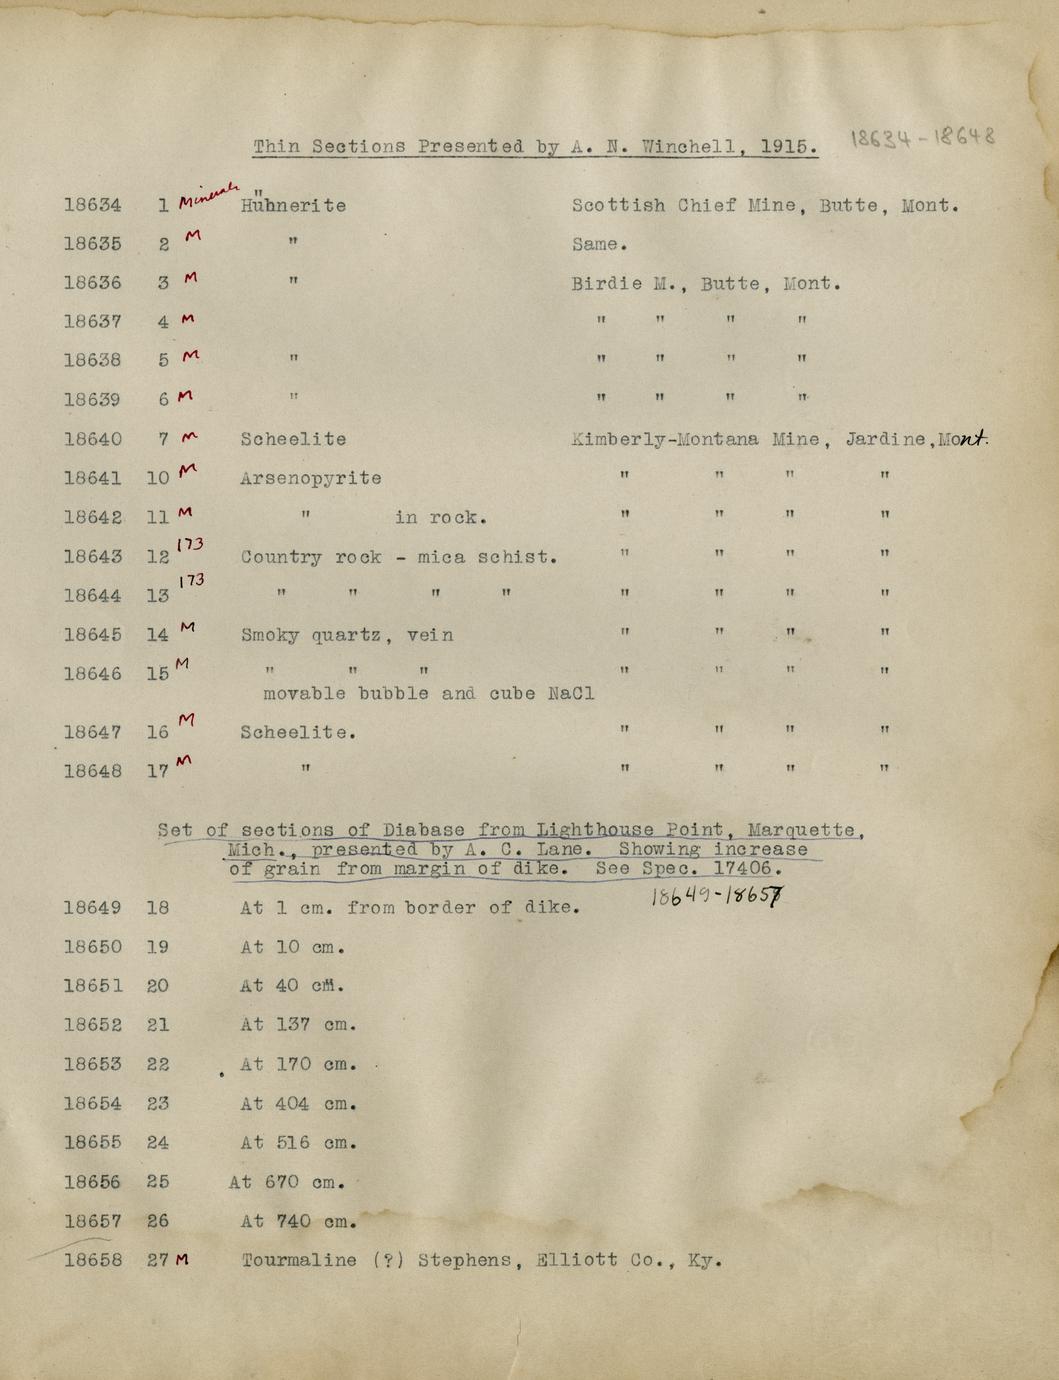 Thin Sections Presented by A. N. Winchell, 1915. 18634-18648
18634 1 Minerals Hühnerite Scottish Chief Mine, Butte, Mont.
18635 2 M " Same.
18636 3 M " Birdie M., Butte, Mont.
18637 4 M " " " "
18638 5 M " " " " "
18639 6 M " " " " "
18640 7 M Scheelite Kimberly-Montana Mine, Jardine,Mont.
18641 10 M Arsenopyrite " " " "
18642 11 M " in rock. " " " "
18643 12 173 Country rock - mica schist. " " " "
18644 13 173 " " " " " " " "
18645 14 M Smoky quartz, vein " " " "
18646 15 M " " " " " " "
movable bubble and cube NaCl
18647 16 M Scheelite. " " " "
18648 17 M " " " " "
Set of sections of Diabase from Lighthouse Point, Marquette,
Mich., presented by A. C. Lane. Showing increase
of grain from margin of dike. See Spec. 17406.
18649-18657
18649 18 At 1 cm. from border of dike.
18650 19 At 10 cm.
18651 20 At 40 cm.
18652 21 At 137 cm.
18653 22 At 170 cm.
18654 23 At 404 cm.
18655 24 At 516 cm.
18656 25 At 670 cm.
18657 26 At 740 cm.
18658 27 M Tourmaline (?) Stephens, Elliott Co., Ky.